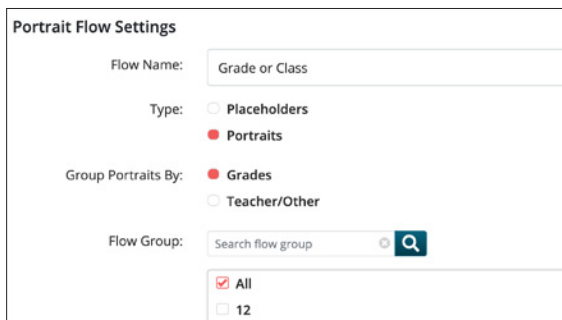 Portrait Flow Settings
Flow Name: Grade or Class
Type: Placeholders
Portraits
Group Portraits By: Grades
Teacher/Other
Flow Group: Search flow group
All
12